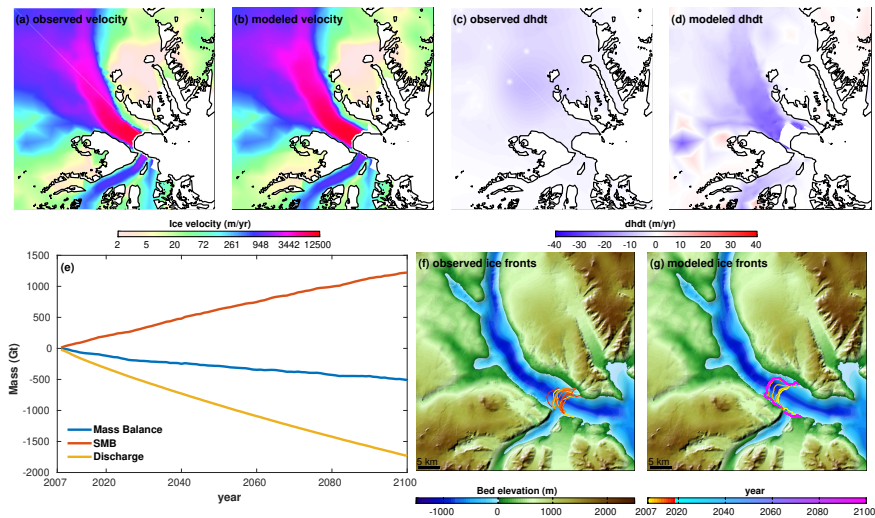 (a) observed velocity
(b) modeled velocity
(c) observed dhdt
(d) modeled dhdt
Ice velocity (m/yr)
2 5 20 72 261 948 3442 12500
dhdt (m/yr)
-40 -30 -20 -10 0 10 20 30 40
(e)
1500
1000
500
0
-500
-1000
-1500
-2000
Mass (Gt)
Mass Balance
SMB
Discharge
2007 2020 2040 2060 2080 2100
year
(f) observed ice fronts
5 km
(g) modeled ice fronts
5 km
Bed elevation (m)
-1000 0 1000 2000
year
2007 2020 2040 2060 2080 2100